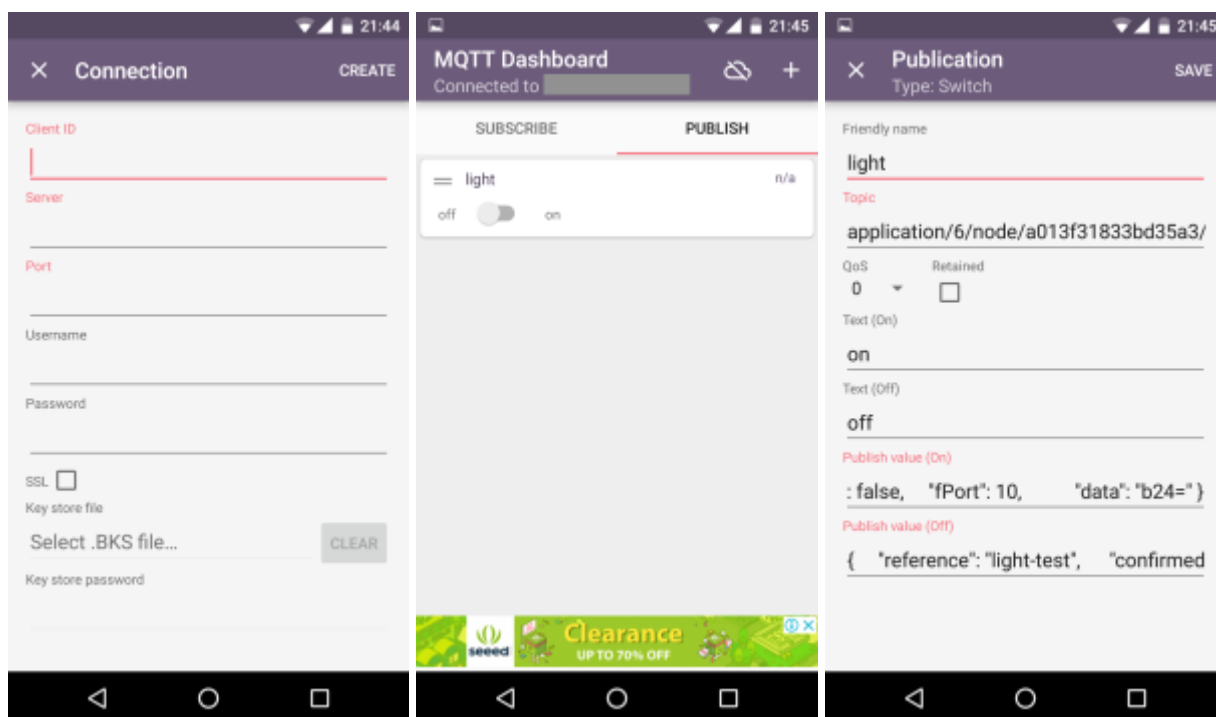 21:44
Connection
CREATE
Client ID
Server
Port
Username
Password
SSL
Key store file
Select .BKS file...
CLEAR
Key store password
21:45
MQTT Dashboard
Connected to
SUBSCRIBE
PUBLISH
light
n/a
off
on
seeed
Clearance
UP TO 70% OFF
21:45
Publication
SAVE
Type: Switch
Friendly name
light
Topic
application/6/node/a013f31833bd35a3/
QoS
Retained
0
Text (On)
on
Text (Off)
off
Publish value (On)
: false, "fPort": 10, "data": "b24=" }
Publish value (Off)
{ "reference": "light-test", "confirmed